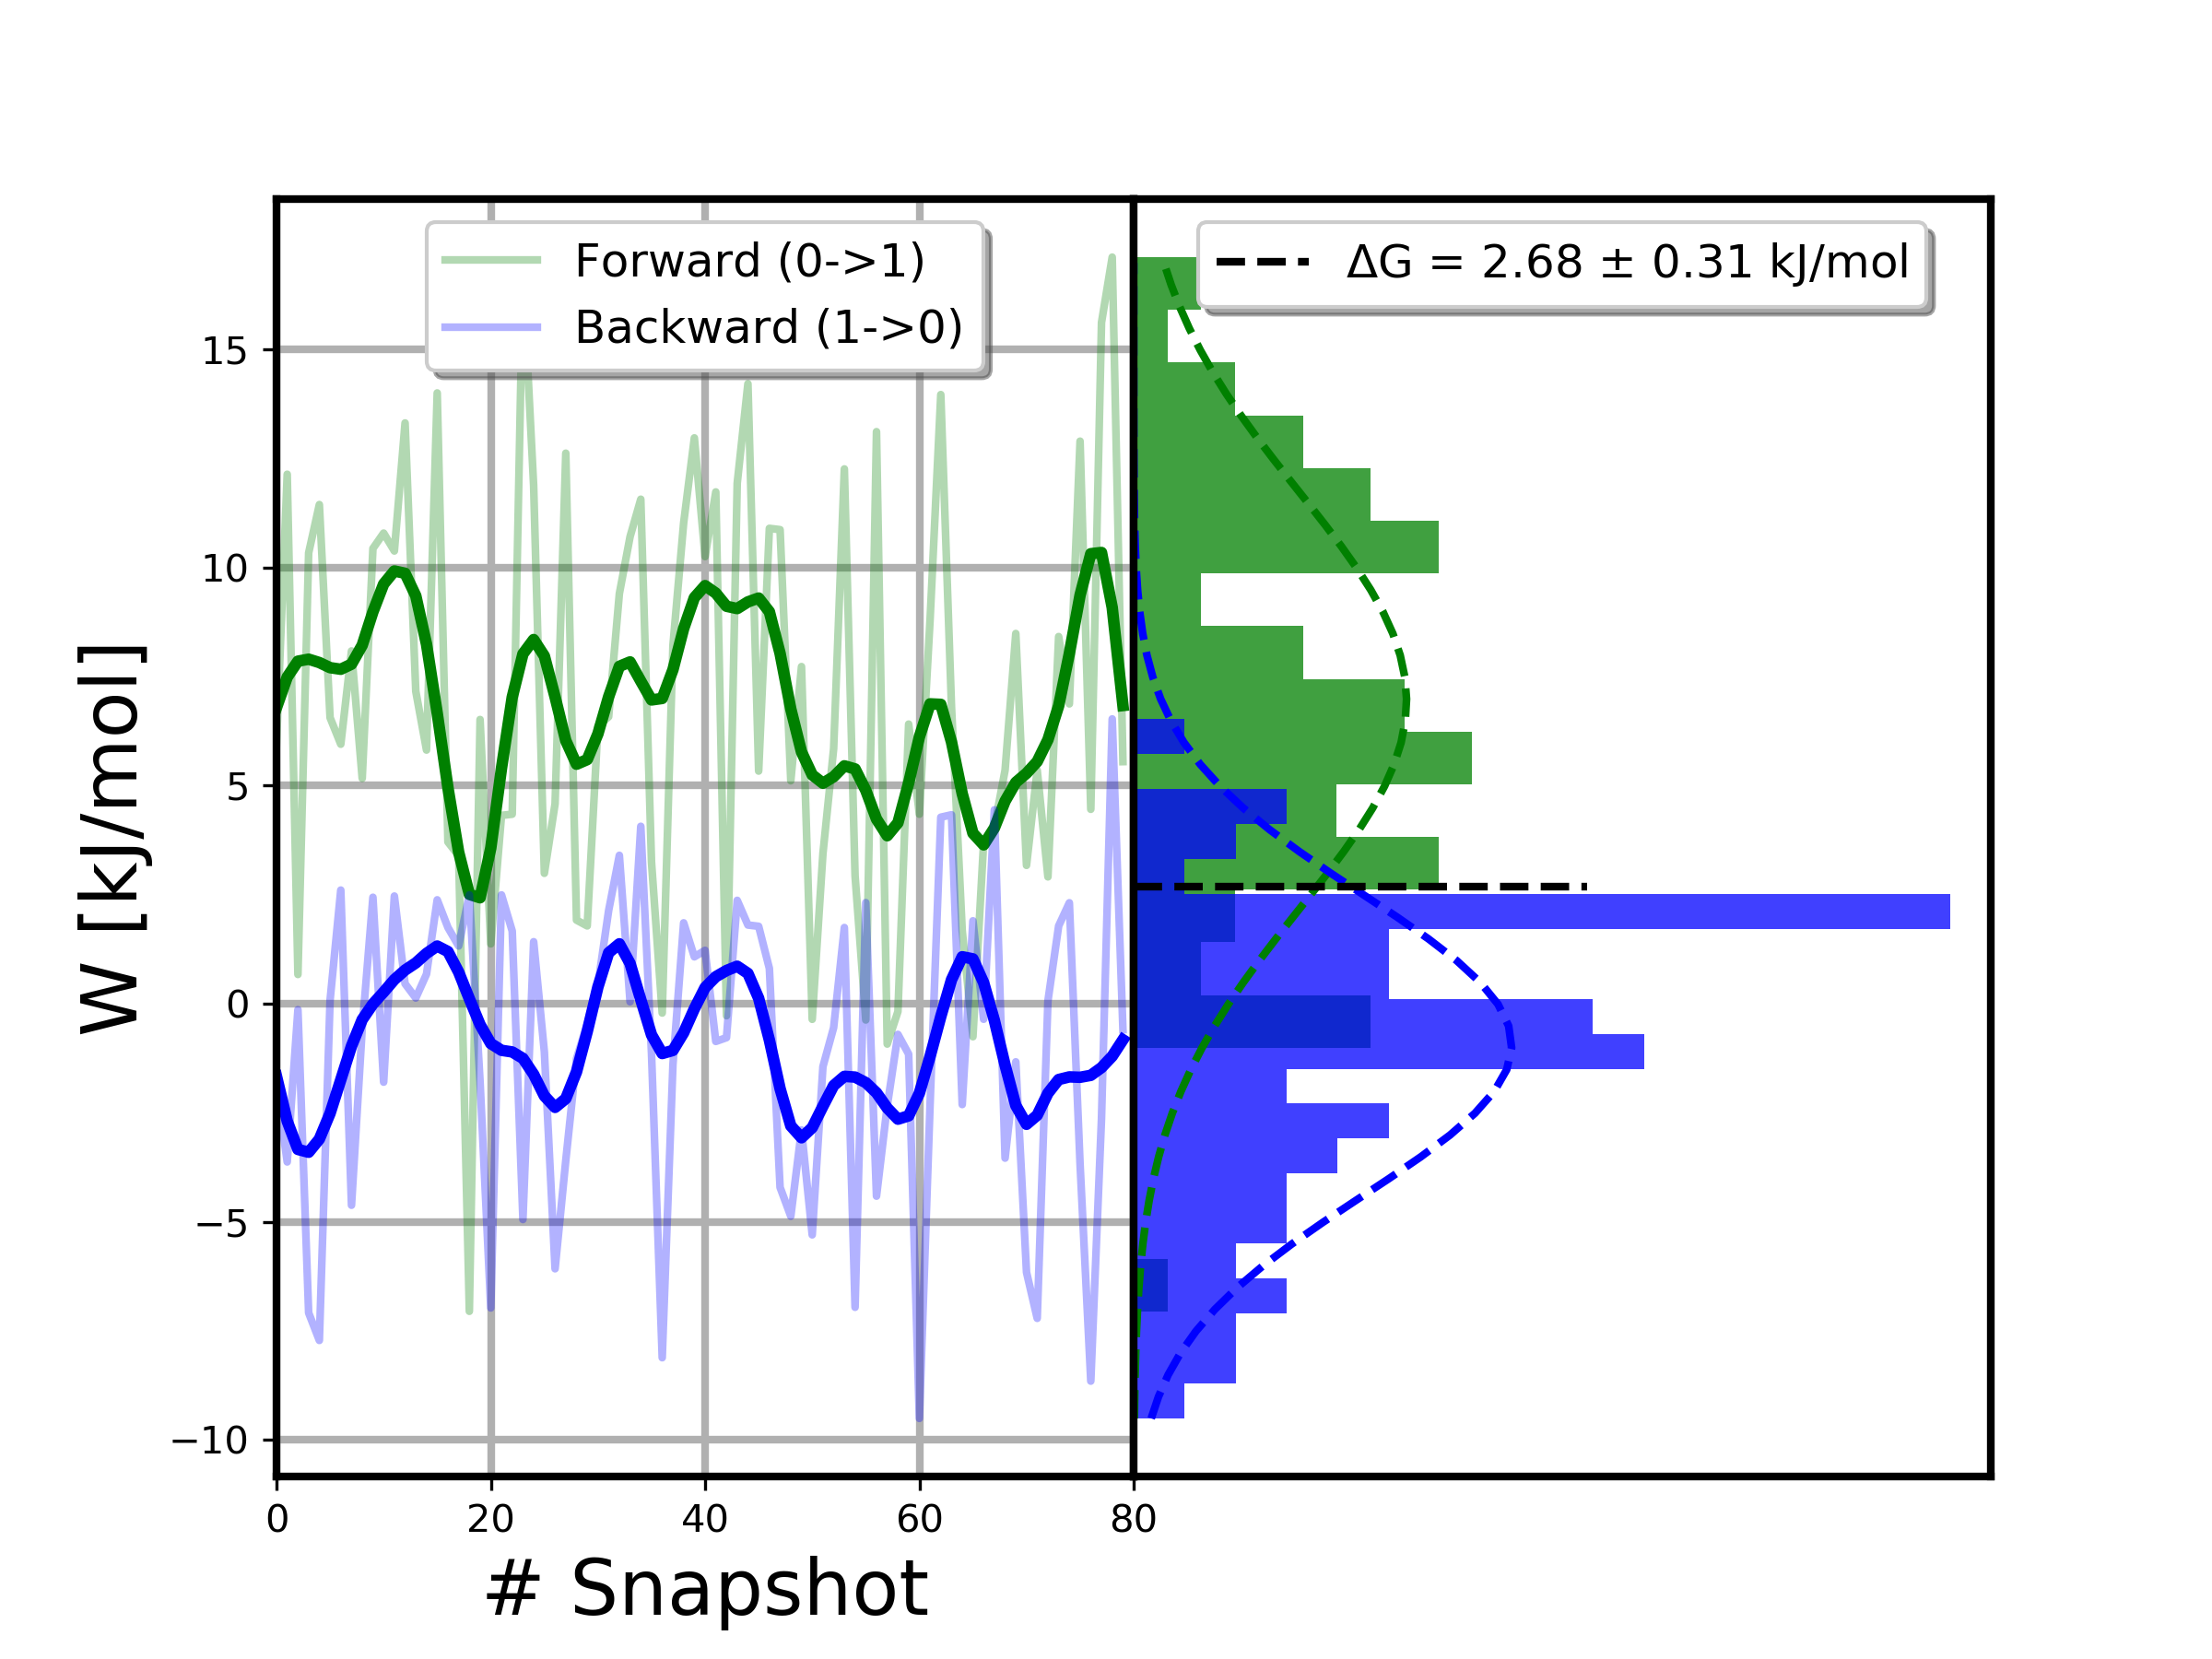 Forward (0->1)
Backward (1->0)
ΔG = 2.68 ± 0.31 kJ/mol
W [kJ/mol]
15
10
5
0
−5
−10
0 20 40 60 80
# Snapshot